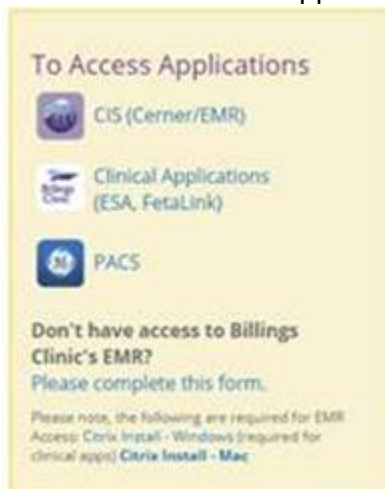 To Access Applications
CIS (Cerner/EMR)
Billings
Clinic
Clinical Applications
(ESA, FetaLink)
PACS
Don't have access to Billings
Clinic's EMR?
Please complete this form.
Please note, the following are required for EMR
Access: Citrix Install - Windows (required for
clinical apps) Citrix Install - Mac